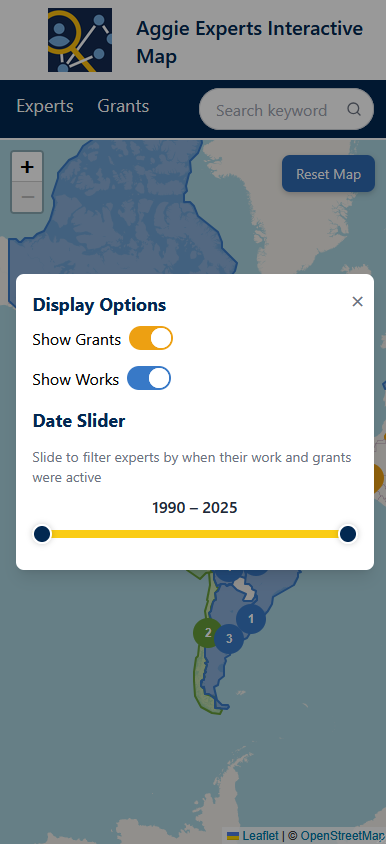 Aggie Experts Interactive
Map
Experts
Grants
Search keyword
+
−
Reset Map
Display Options
×
Show Grants
Show Works
Date Slider
Slide to filter experts by when their work and grants
were active
1990 – 2025
1
2
3
Leaflet | © OpenStreetMap